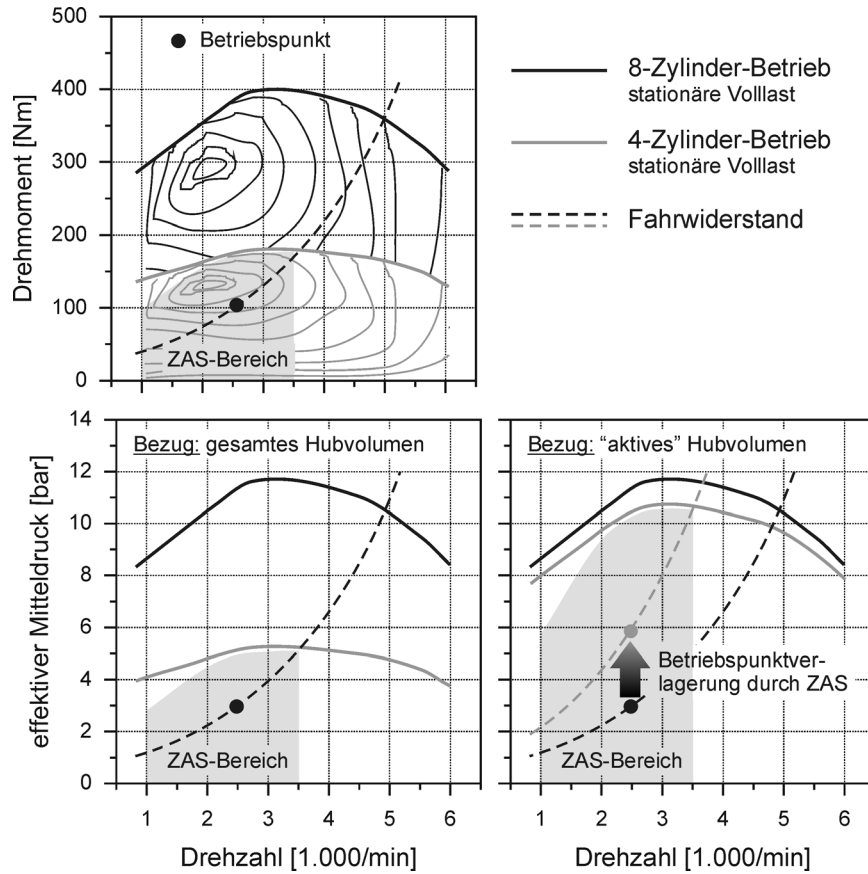 500
400
300
200
100
0
Drehmoment [Nm]
Betriebspunkt
ZAS-Bereich
8-Zylinder-Betrieb
stationäre Volllast
4-Zylinder-Betrieb
stationäre Volllast
Fahrwiderstand
14
12
10
8
6
4
2
0
effektiver Mitteldruck [bar]
Bezug: gesamtes Hubvolumen
ZAS-Bereich
1 2 3 4 5 6
Drehzahl [1.000/min]
Bezug: "aktives" Hubvolumen
Betriebspunktver-
lagerung durch ZAS
ZAS-Bereich
1 2 3 4 5 6
Drehzahl [1.000/min]